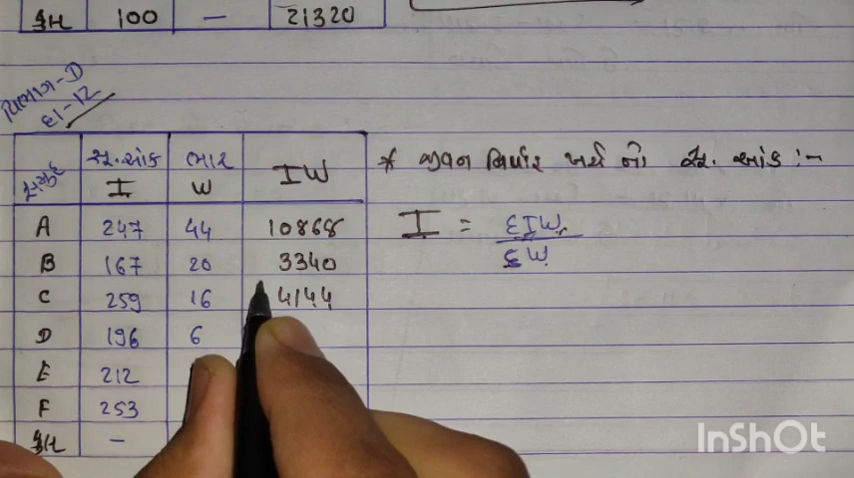 કુલ 100 — 21320
વિભાગ-D
દા-12
સમૂહ સૂ.આંક I ભાર W IW
* જીવન નિર્વાહ ખર્ચ નો સૂ. આંક :-
A 247 44 10868
I = ΣIW / ΣW
B 167 20 3340
C 259 16 4144
D 196 6
E 212
F 253
કુલ —
InShOt